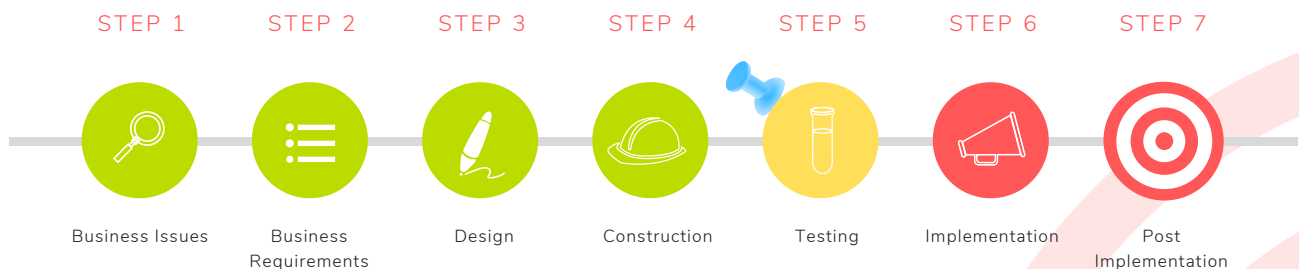 STEP 1
STEP 2
STEP 3
STEP 4
STEP 5
STEP 6
STEP 7
Business Issues
Business
Requirements
Design
Construction
Testing
Implementation
Post
Implementation